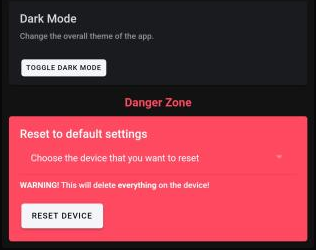 Dark Mode
Change the overall theme of the app.
TOGGLE DARK MODE
Danger Zone
Reset to default settings
Choose the device that you want to reset
WARNING! This will delete everything on the device!
RESET DEVICE